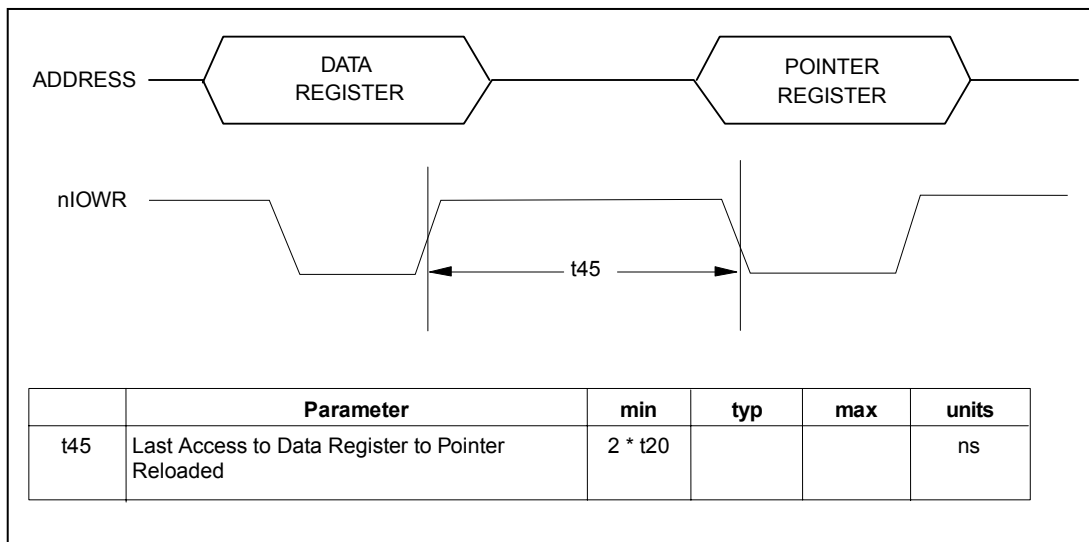 ADDRESS
DATA
REGISTER
POINTER
REGISTER
nIOWR
t45
Parameter min typ max units
t45 Last Access to Data Register to Pointer 2 * t20 ns
Reloaded